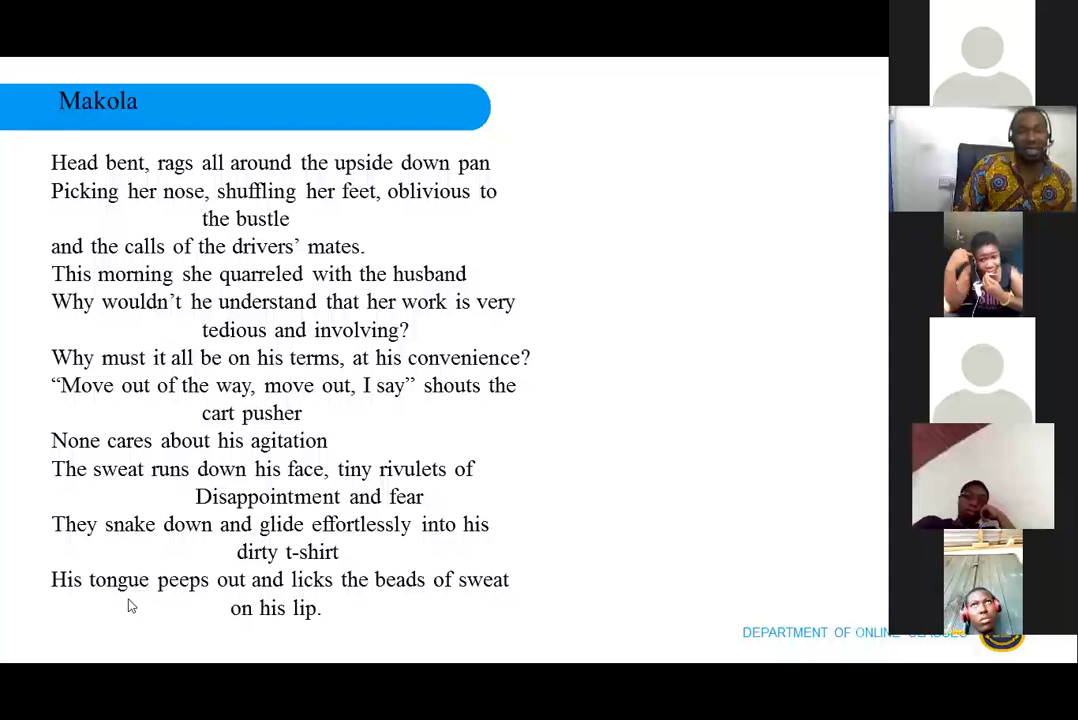 Makola
Head bent, rags all around the upside down pan
Picking her nose, shuffling her feet, oblivious to
the bustle
and the calls of the drivers’ mates.
This morning she quarreled with the husband
Why wouldn’t he understand that her work is very
tedious and involving?
Why must it all be on his terms, at his convenience?
“Move out of the way, move out, I say” shouts the
cart pusher
None cares about his agitation
The sweat runs down his face, tiny rivulets of
Disappointment and fear
They snake down and glide effortlessly into his
dirty t-shirt
His tongue peeps out and licks the beads of sweat
on his lip.
DEPARTMENT OF ONLINE CLASSES